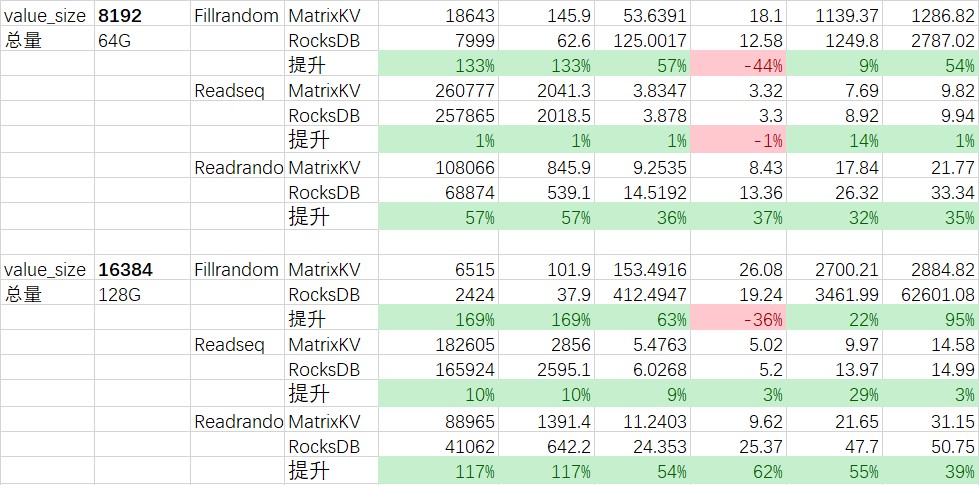 value_size 8192 Fillrandom MatrixKV 18643 145.9 53.6391 18.1 1139.37 1286.82
总量 64G RocksDB 7999 62.6 125.0017 12.58 1249.8 2787.02
提升 133% 133% 57% -44% 9% 54%
Readseq MatrixKV 260777 2041.3 3.8347 3.32 7.69 9.82
RocksDB 257865 2018.5 3.878 3.3 8.92 9.94
提升 1% 1% 1% -1% 14% 1%
Readrando MatrixKV 108066 845.9 9.2535 8.43 17.84 21.77
RocksDB 68874 539.1 14.5192 13.36 26.32 33.34
提升 57% 57% 36% 37% 32% 35%
value_size 16384 Fillrandom MatrixKV 6515 101.9 153.4916 26.08 2700.21 2884.82
总量 128G RocksDB 2424 37.9 412.4947 19.24 3461.99 62601.08
提升 169% 169% 63% -36% 22% 95%
Readseq MatrixKV 182605 2856 5.4763 5.02 9.97 14.58
RocksDB 165924 2595.1 6.0268 5.2 13.97 14.99
提升 10% 10% 9% 3% 29% 3%
Readrando MatrixKV 88965 1391.4 11.2403 9.62 21.65 31.15
RocksDB 41062 642.2 24.353 25.37 47.7 50.75
提升 117% 117% 54% 62% 55% 39%